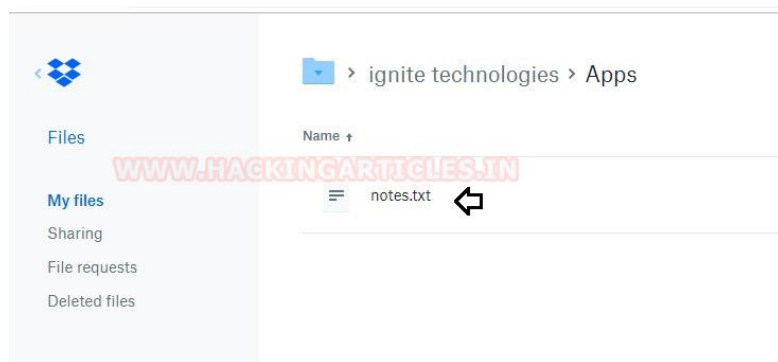 ignite technologies > Apps
Files
Name ↑
WWW.HACKINGARTICLES.IN
My files
notes.txt
Sharing
File requests
Deleted files